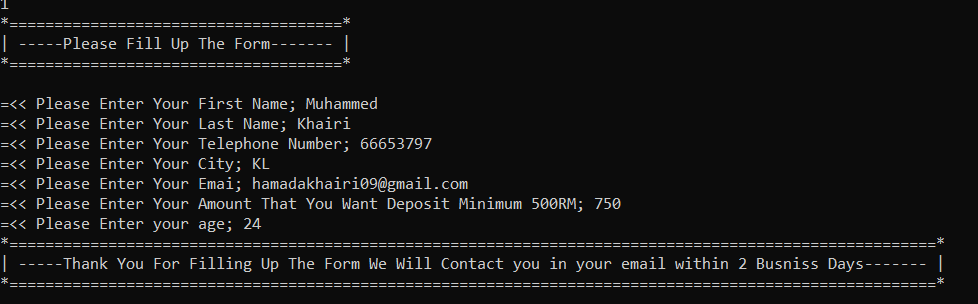 1
*=====================================*
| -----Please Fill Up The Form------- |
*=====================================*
=<< Please Enter Your First Name; Muhammed
=<< Please Enter Your Last Name; Khairi
=<< Please Enter Your Telephone Number; 66653797
=<< Please Enter Your City; KL
=<< Please Enter Your Emai; hamadakhairi09@gmail.com
=<< Please Enter Your Amount That You Want Deposit Minimum 500RM; 750
=<< Please Enter your age; 24
*=======================================================================================================*
| -----Thank You For Filling Up The Form We Will Contact you in your email within 2 Busniss Days------- |
*=======================================================================================================*